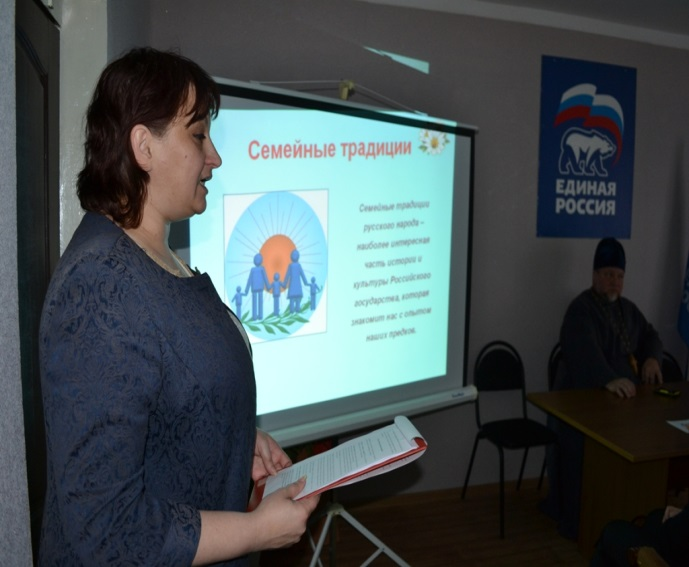 Семейные традиции
Семейные традиции
русского народа –
наиболее интересная
часть истории и
культуры Российского
государства, которая
знакомит нас с опытом
наших предков.
ЕДИНАЯ
РОССИЯ